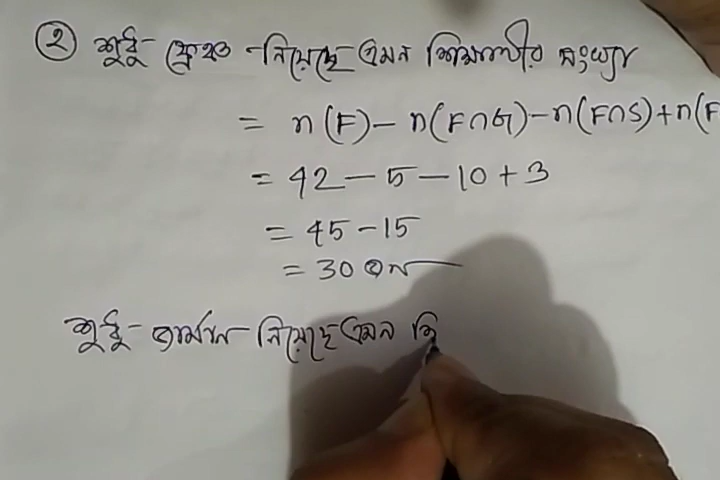 ② শুধু ফ্রেঞ্চ নিয়েছে এমন শিক্ষার্থীর সংখ্যা
= n(F) - n(F∩G) - n(F∩S) + n(F
= 42 - 5 - 10 + 3
= 45 - 15
= 30 জন
শুধু জার্মান নিয়েছে এমন শি